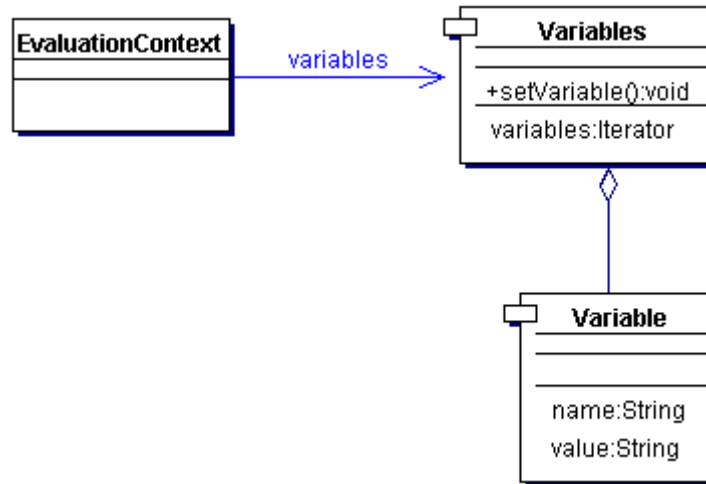 EvaluationContext
variables
Variables
+setVariable():void
variables:Iterator
Variable
name:String
value:String